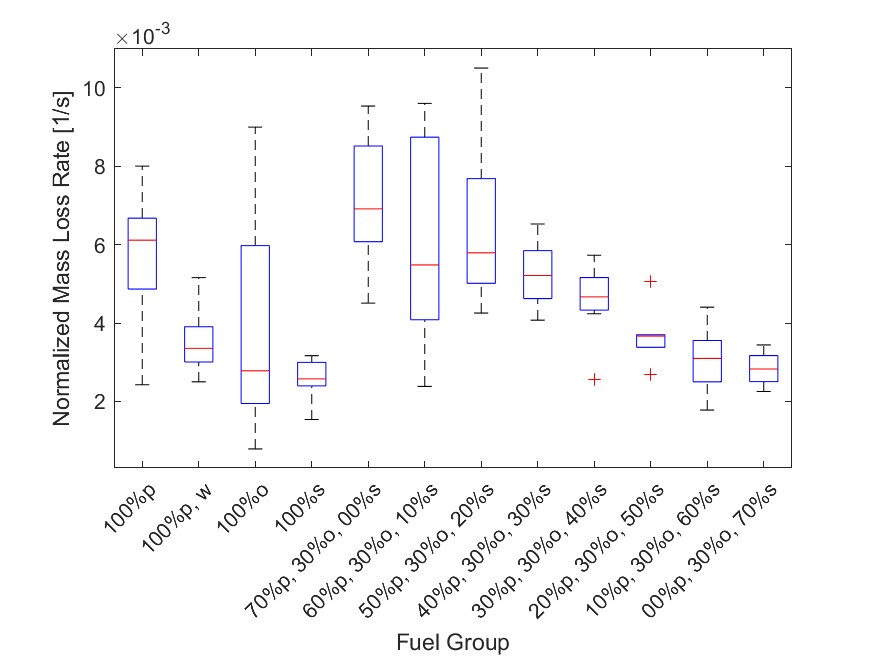 ×10-3
Normalized Mass Loss Rate [1/s]
10
8
6
4
2
100%p
100%p, w
100%o
100%s
70%p, 30%o, 00%s
60%p, 30%o, 10%s
50%p, 30%o, 20%s
40%p, 30%o, 30%s
30%p, 30%o, 40%s
20%p, 30%o, 50%s
10%p, 30%o, 60%s
00%p, 30%o, 70%s
Fuel Group